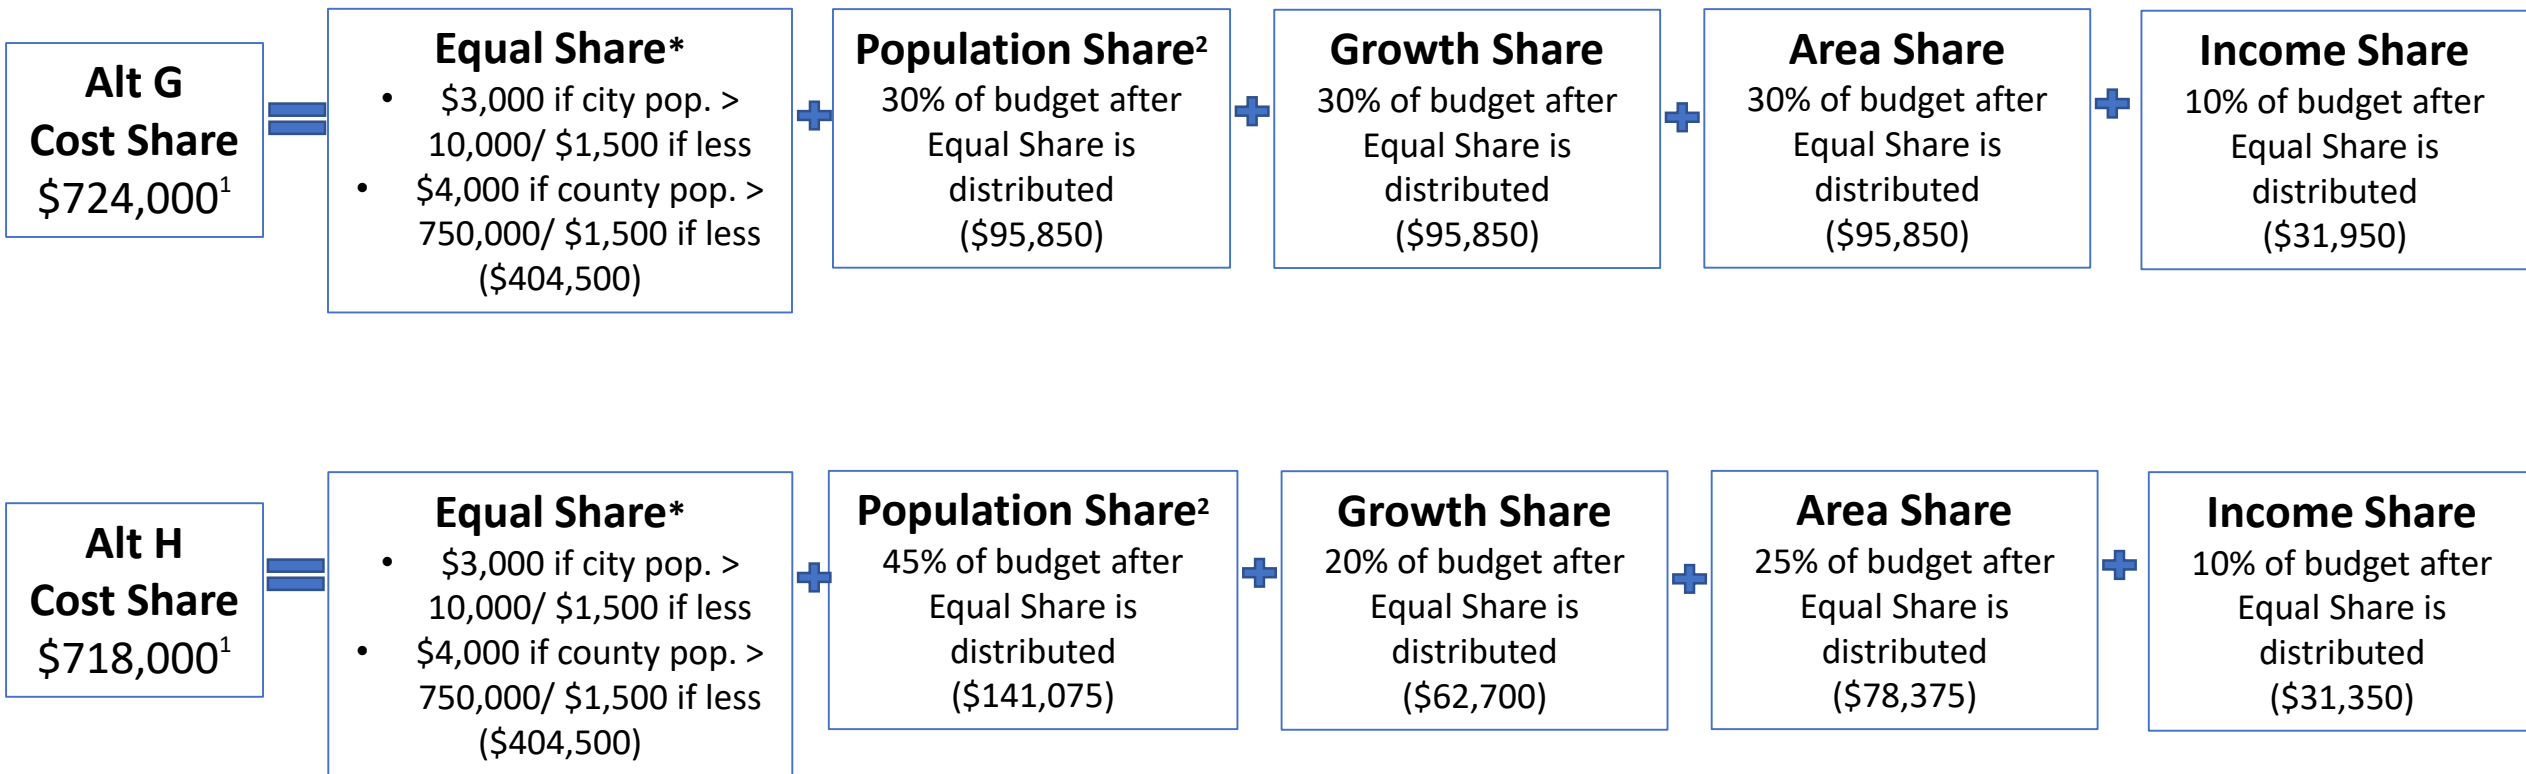 Alt G
Cost Share
$724,000¹
Equal Share*
• $3,000 if city pop. >
10,000/ $1,500 if less
• $4,000 if county pop. >
750,000/ $1,500 if less
($404,500)
Population Share²
30% of budget after
Equal Share is
distributed
($95,850)
Growth Share
30% of budget after
Equal Share is
distributed
($95,850)
Area Share
30% of budget after
Equal Share is
distributed
($95,850)
Income Share
10% of budget after
Equal Share is
distributed
($31,950)
Alt H
Cost Share
$718,000¹
Equal Share*
• $3,000 if city pop. >
10,000/ $1,500 if less
• $4,000 if county pop. >
750,000/ $1,500 if less
($404,500)
Population Share²
45% of budget after
Equal Share is
distributed
($141,075)
Growth Share
20% of budget after
Equal Share is
distributed
($62,700)
Area Share
25% of budget after
Equal Share is
distributed
($78,375)
Income Share
10% of budget after
Equal Share is
distributed
($31,350)